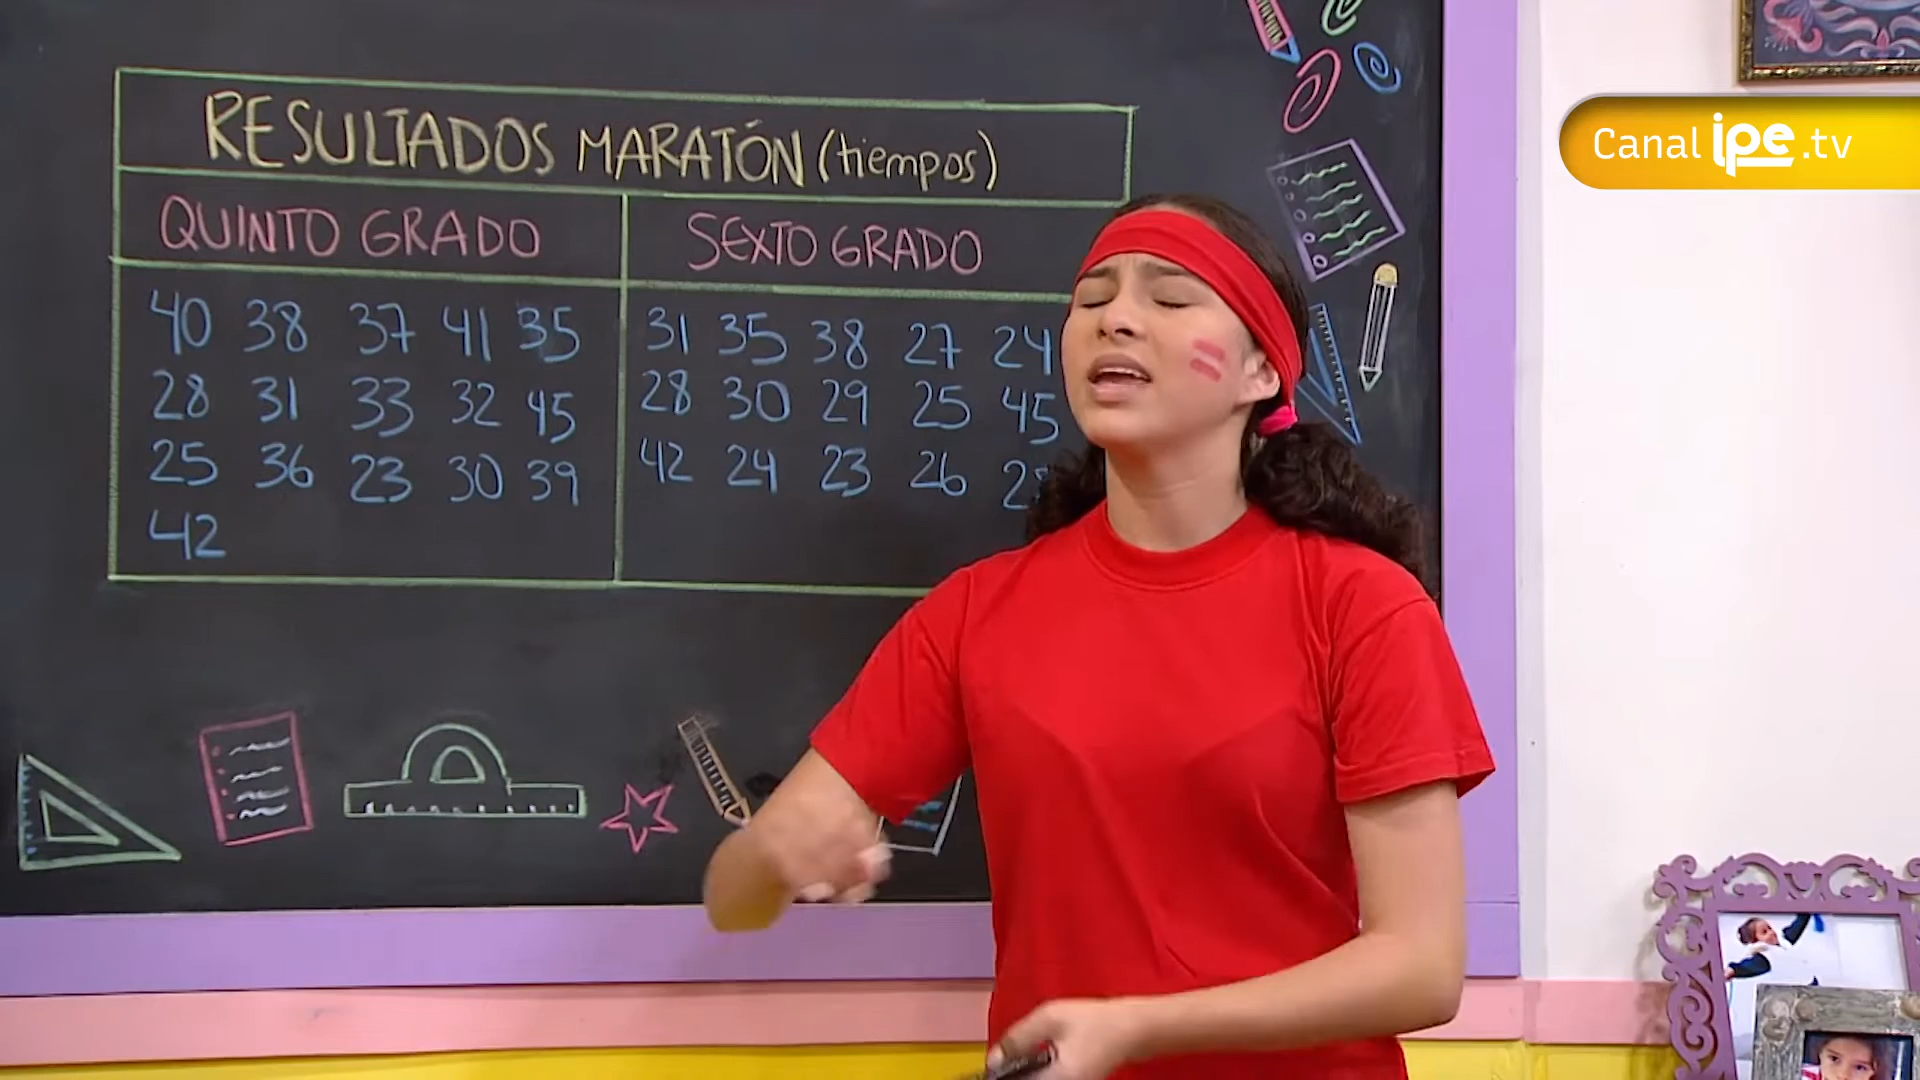 RESULTADOS MARATÓN (tiempos)
QUINTO GRADO SEXTO GRADO
40 38 37 41 35 31 35 38 27 24
28 31 33 32 45 28 30 29 25 45
25 36 23 30 39 42 24 23 26
42
Canal ipe.tv